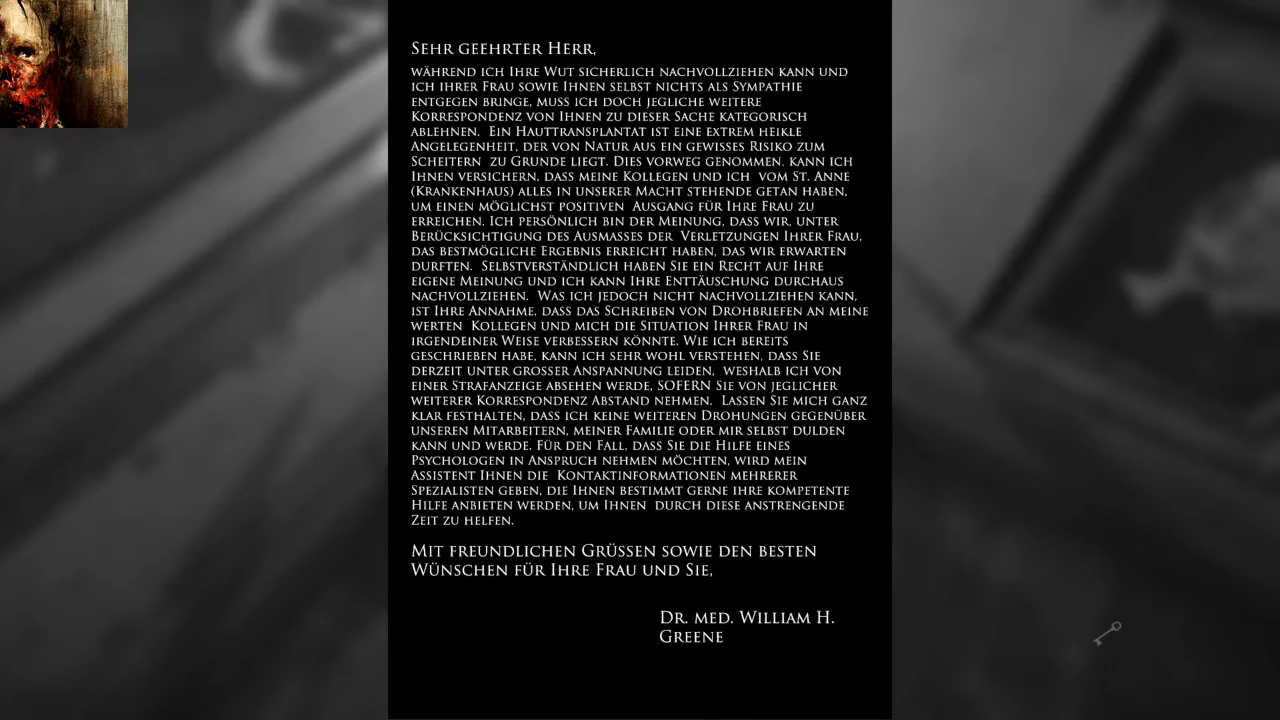 Sehr geehrter Herr,
während ich Ihre Wut sicherlich nachvollziehen kann und
ich ihrer Frau sowie Ihnen selbst nichts als Sympathie
entgegen bringe, muss ich doch jegliche weitere
Korrespondenz von Ihnen zu dieser Sache kategorisch
ablehnen. Ein Hauttransplantat ist eine extrem heikle
Angelegenheit, der von Natur aus ein gewisses Risiko zum
Scheitern zu Grunde liegt. Dies vorweg genommen, kann ich
Ihnen versichern, dass meine Kollegen und ich vom St. Anne
(Krankenhaus) alles in unserer Macht stehende getan haben,
um einen möglichst positiven Ausgang für Ihre Frau zu
erreichen. Ich persönlich bin der Meinung, dass wir, unter
Berücksichtigung des Ausmasses der Verletzungen Ihrer Frau,
das bestmögliche Ergebnis erreicht haben, das wir erwarten
durften. Selbstverständlich haben Sie ein Recht auf Ihre
eigene Meinung und ich kann Ihre Enttäuschung durchaus
nachvollziehen. Was ich jedoch nicht nachvollziehen kann,
ist Ihre Annahme, dass das Schreiben von Drohbriefen an meine
werten Kollegen und mich die Situation Ihrer Frau in
irgendeiner Weise verbessern könnte. Wie ich bereits
geschrieben habe, kann ich sehr wohl verstehen, dass Sie
derzeit unter grosser Anspannung leiden, weshalb ich von
einer Strafanzeige absehen werde, SOFERN Sie von jeglicher
weiterer Korrespondenz Abstand nehmen. Lassen Sie mich ganz
klar festhalten, dass ich keine weiteren Drohungen gegenüber
unseren Mitarbeitern, meiner Familie oder mir selbst dulden
kann und werde. Für den Fall, dass Sie die Hilfe eines
Psychologen in Anspruch nehmen möchten, wird mein
Assistent Ihnen die Kontaktinformationen mehrerer
Spezialisten geben, die Ihnen bestimmt gerne ihre kompetente
Hilfe anbieten werden, um Ihnen durch diese anstrengende
Zeit zu helfen.
Mit freundlichen Grüssen sowie den besten
Wünschen für Ihre Frau und Sie,
Dr. med. William H.
Greene